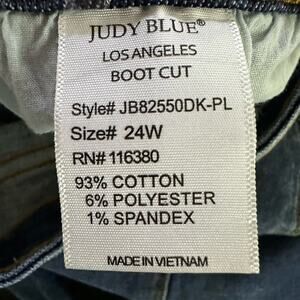 JUDY BLUE®
LOS ANGELES
BOOT CUT
Style# JB82550DK-PL
Size# 24W
RN# 116380
93% COTTON
6% POLYESTER
1% SPANDEX
MADE IN VIETNAM